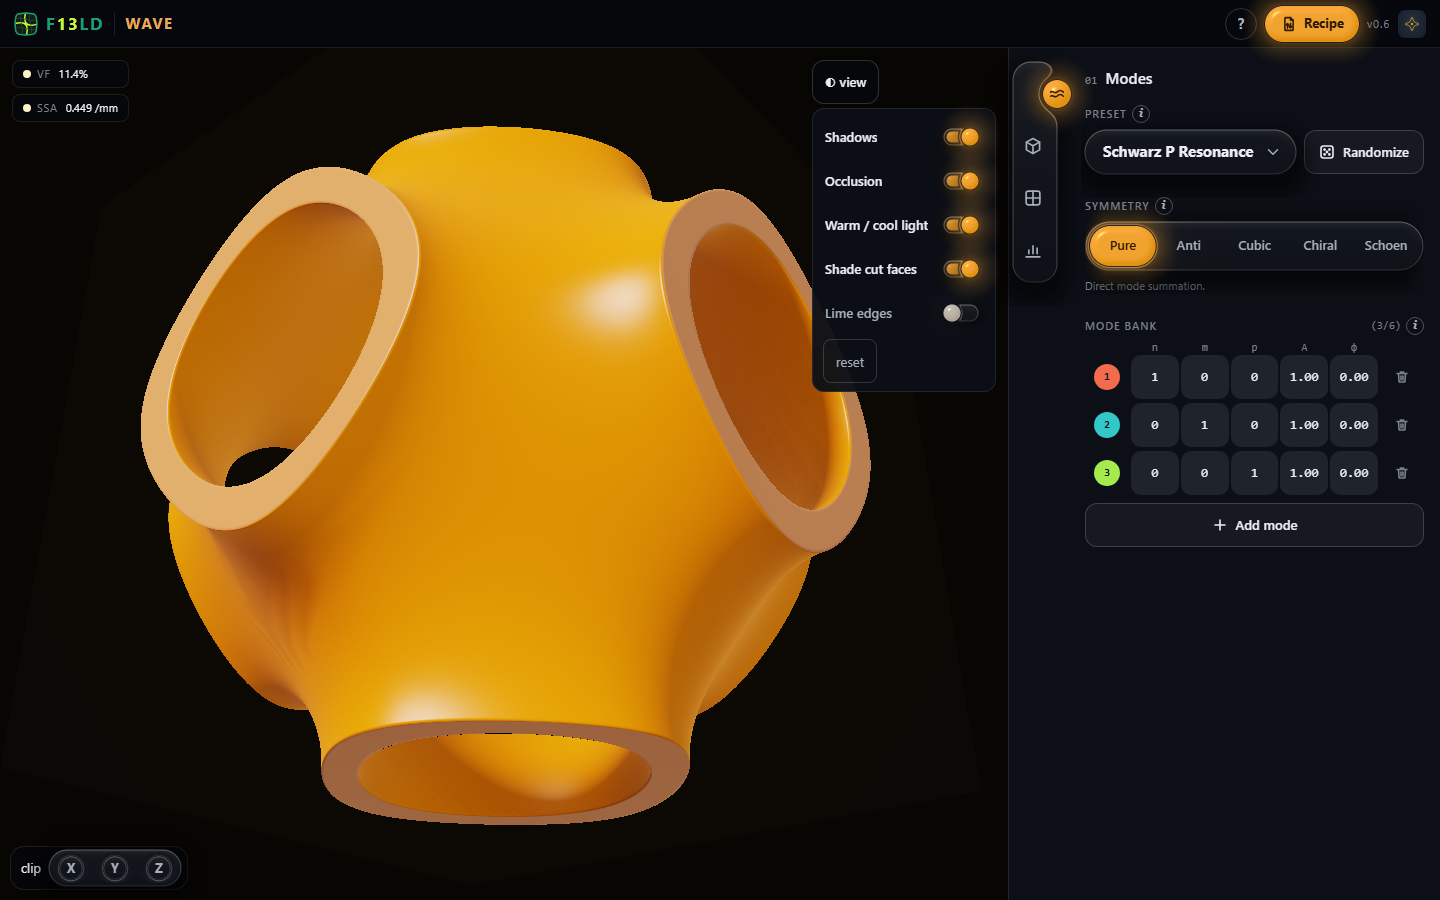 F13LD WAVE
? Recipe v0.6
VF 11.4%
SSA 0.449 /mm
view
Shadows
Occlusion
Warm / cool light
Shade cut faces
Lime edges
reset
clip X Y Z
01 Modes
PRESET i
Schwarz P Resonance
Randomize
SYMMETRY i
Pure Anti Cubic Chiral Schoen
Direct mode summation.
MODE BANK (3/6) i
n m p A ϕ
1 1 0 0 1.00 0.00
2 0 1 0 1.00 0.00
3 0 0 1 1.00 0.00
+ Add mode